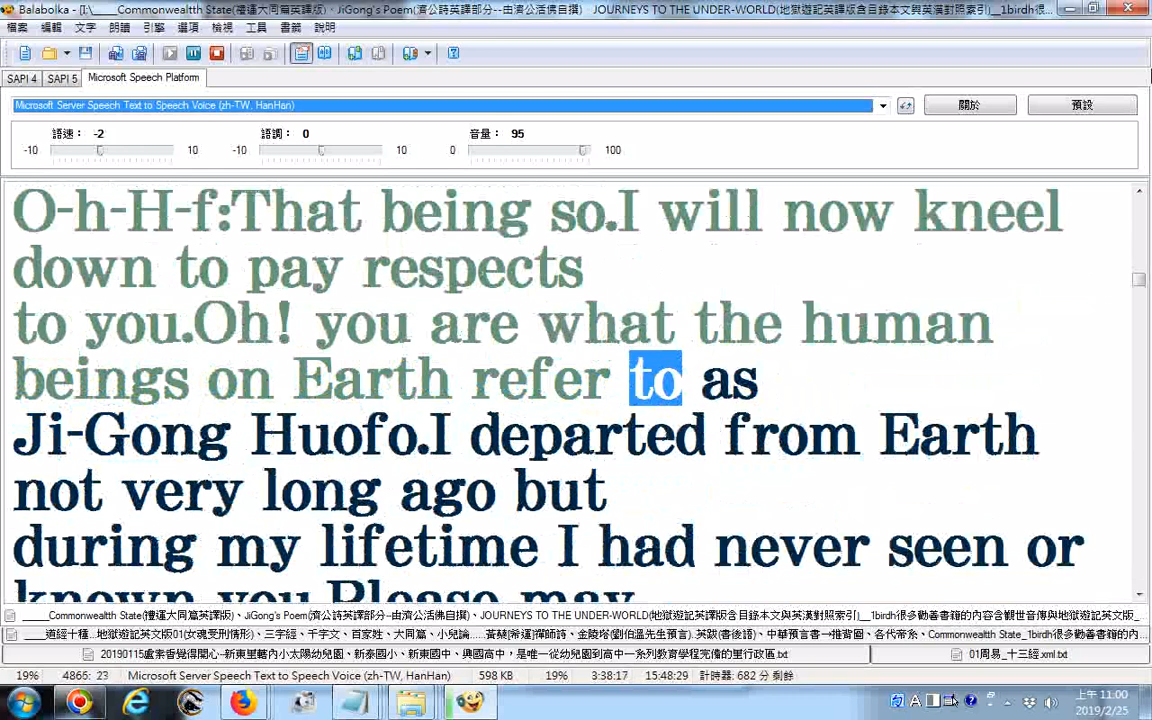 Balabolka - [I:\____Commonwealth State(禮運大同篇英譯版)、JiGong's Poem(濟公詩英譯部分--由濟公活佛自撰) JOURNEYS TO THE UNDER-WORLD(地獄遊記英譯版含目錄本文與英漢對照索引)__1birdh很...
檔案 編輯 文字 朗讀 引擎 選項 檢視 工具 書籤 說明
SAPI 4 SAPI 5 Microsoft Speech Platform
Microsoft Server Speech Text to Speech Voice (zh-TW, HanHan) 關於 預設
語速： -2 語調： 0 音量： 95
-10 10 -10 10 0 100
O-h-H-f:That being so.I will now kneel
down to pay respects
to you.Oh! you are what the human
beings on Earth refer to as
Ji-Gong Huofo.I departed from Earth
not very long ago but
during my lifetime I had never seen or
known you.Please may
____Commonwealth State(禮運大同篇英譯版)、JiGong's Poem(濟公詩英譯部分--由濟公活佛自撰)、JOURNEYS TO THE UNDER-WORLD(地獄遊記英譯版含目錄本文與英漢對照索引)__1birdh很多勸善書籍的內容含觀世音傳與地獄遊記英文版_
____道經十種...地獄遊記英文版01(女魂受刑情形)、三字經、千字文、百家姓、大同篇、小兒論......黃蘗[希運]禪師詩、金陵塔(劉伯溫先生預言).英跋(書後語)、中華預言書一推背圖、各代帝系、Commonwealth State_1birdh很多勸善書籍的內...
20190115盧素香覺得開心--新東里轄內小太陽幼兒園、新泰國小、新東國中、興國高中，是唯一從幼兒園到高中一系列教育學程完備的里行政區.txt 01周易_十三經.xml.txt
19% 4866: 23 Microsoft Server Speech Text to Speech Voice (zh-TW, HanHan) 598 KB 19% 3:38:17 15:48:29 計時器: 682 分 剩餘
上午 11:00
2019/2/25